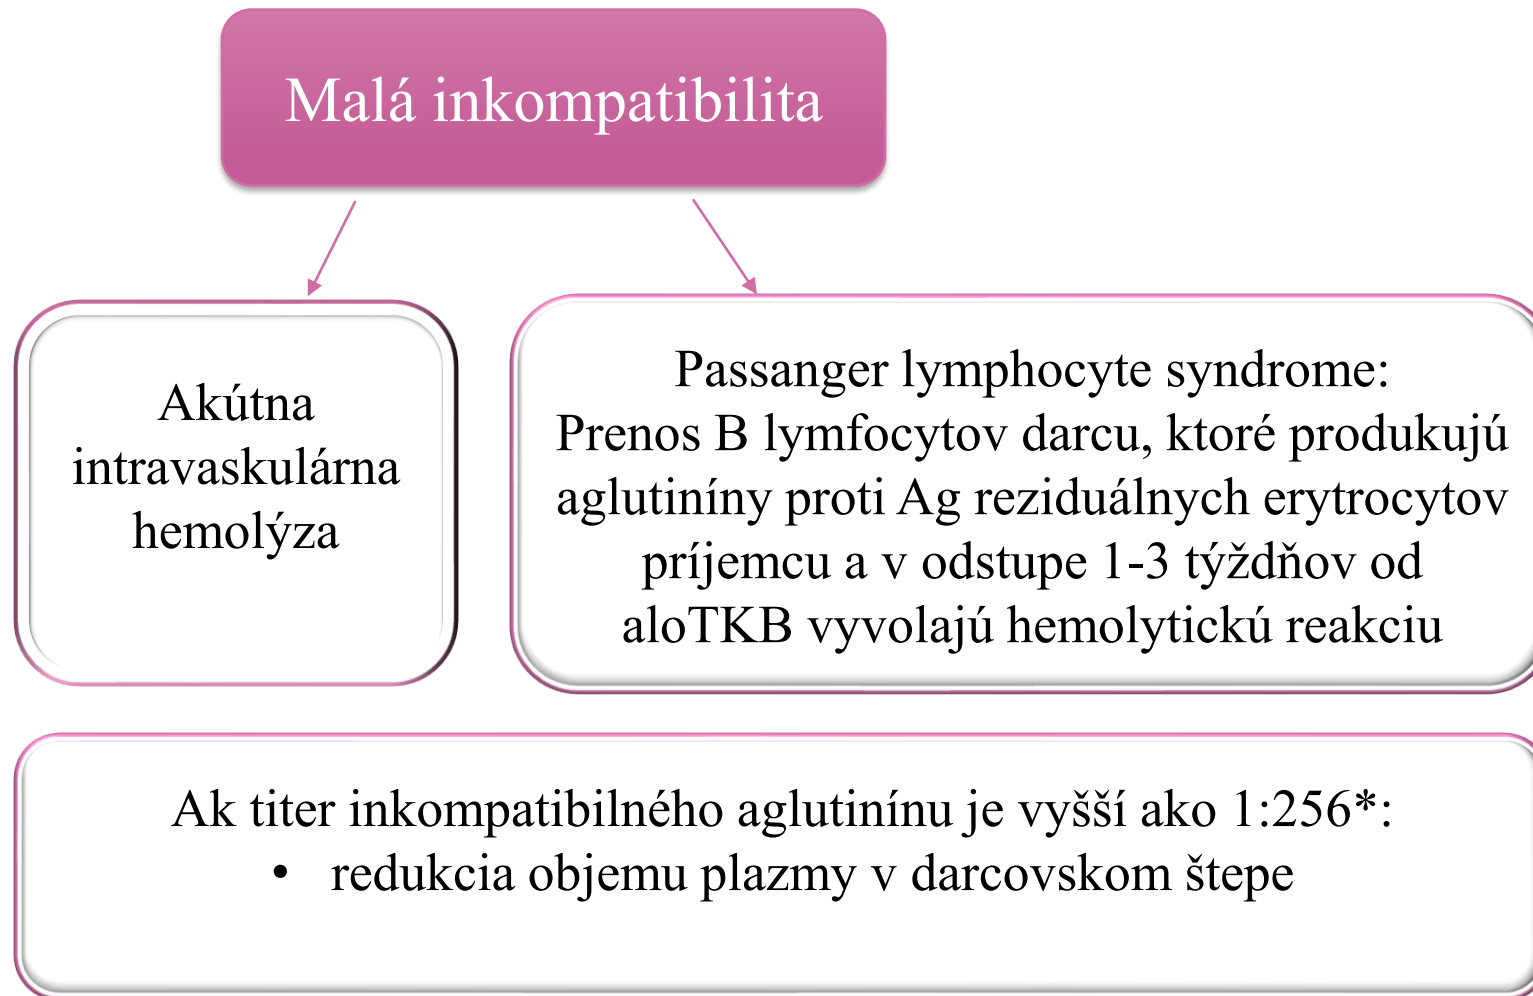 Malá inkompatibilita
Akútna
intravaskulárna
hemolýza
Passanger lymphocyte syndrome:
Prenos B lymfocytov darcu, ktoré produkujú
aglutiníny proti Ag reziduálnych erytrocytov
príjemcu a v odstupe 1-3 týždňov od
aloTKB vyvolajú hemolytickú reakciu
Ak titer inkompatibilného aglutinínu je vyšší ako 1:256*:
• redukcia objemu plazmy v darcovskom štepe